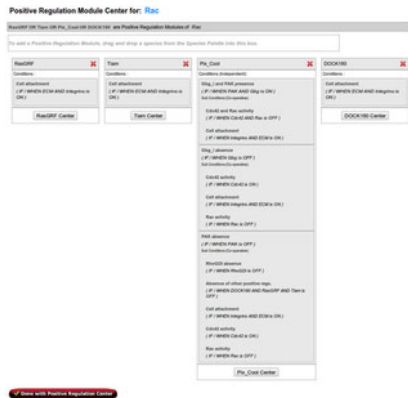 Positive Regulation Module Center for: Rac
RasGRF OR Tiam OR Pix_Cool OR DOCK180 are Positive Regulation Modules of Rac
To add a Positive Regulation Module, drag and drop a species from the Species Palette into this box.
RasGRF
Conditions:
Cell attachment
( IF / WHEN ECM AND Integrins is ON )
RasGRF Center
Tiam
Conditions:
Cell attachment
( IF / WHEN ECM AND Integrins is ON )
Tiam Center
Pix_Cool
Conditions (Independent)
Gbg_i and PAK presence
( IF / WHEN PAK AND Gbg is ON )
Sub Conditions (Co-operative)
Cdc42 and Rac activity
( IF / WHEN Cdc42 AND Rac is OFF )
Cell attachment
( IF / WHEN Integrins AND ECM is ON )
Gbg_i absence
( IF / WHEN Gbg is OFF )
Sub Conditions (Co-operative)
Cdc42 activity
( IF / WHEN Cdc42 is ON )
Cell attachment
( IF / WHEN Integrins AND ECM is ON )
Rac activity
( IF / WHEN Rac is OFF )
PAK absence
( IF / WHEN PAK is OFF )
Sub Conditions (Co-operative)
RhoGDI absence
( IF / WHEN RhoGDI is OFF )
Absence of other positive regs.
( IF / WHEN DOCK180 AND RasGRF AND Tiam is OFF )
Cell attachment
( IF / WHEN Integrins AND ECM is ON )
Cdc42 activity
( IF / WHEN Cdc42 is ON )
Rac activity
( IF / WHEN Rac is OFF )
Pix_Cool Center
DOCK180
Conditions:
Cell attachment
( IF / WHEN ECM AND Integrins is ON )
DOCK180 Center
Done with Positive Regulation Center